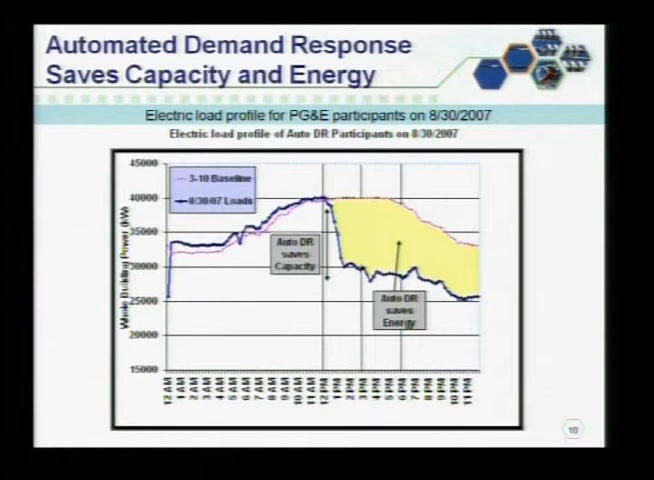 Automated Demand Response
Saves Capacity and Energy
Electric load profile for PG&E participants on 8/30/2007
Electric load profile of Auto DR Participants on 8/30/2007
45000
40000
35000
30000
25000
20000
15000
Whole Building Power (kW)
3-10 Baseline
8/30/07 Loads
Auto DR
saves
Capacity
Auto DR
saves
Energy
12 AM
1 AM
2 AM
3 AM
4 AM
5 AM
6 AM
7 AM
8 AM
9 AM
10 AM
11 AM
12 PM
1 PM
2 PM
3 PM
4 PM
5 PM
6 PM
7 PM
8 PM
9 PM
10 PM
11 PM